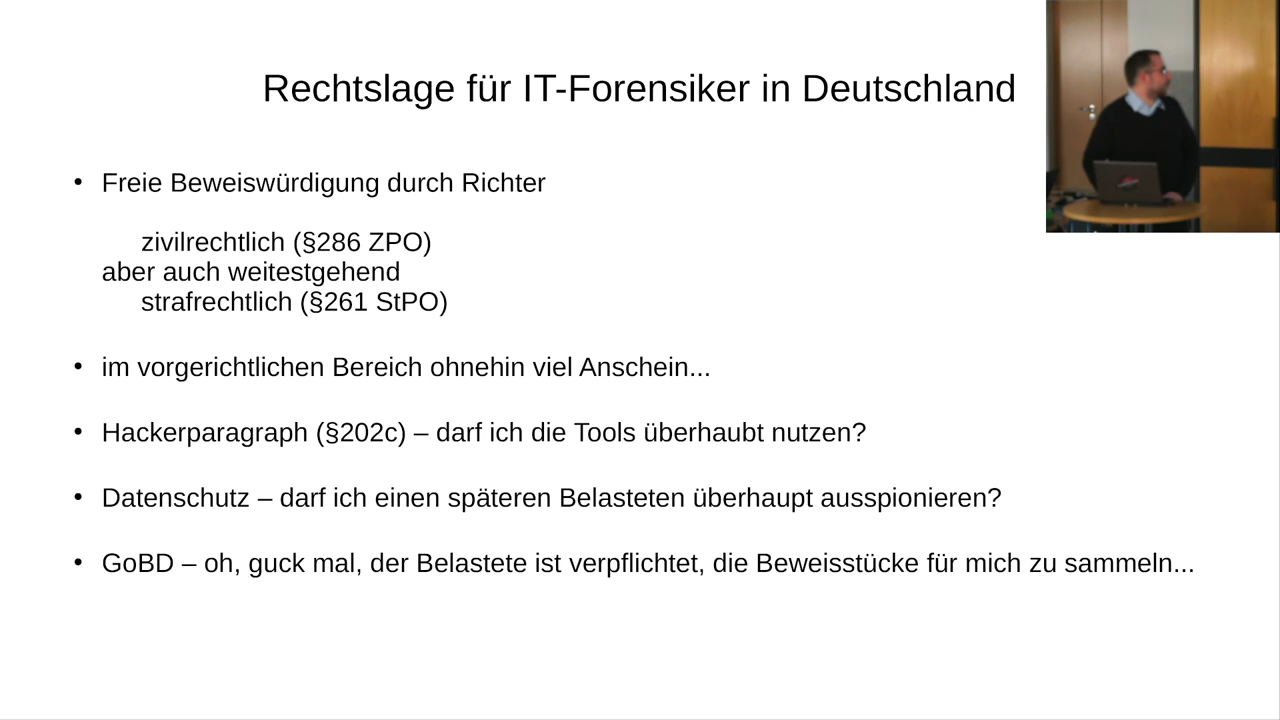 Rechtslage für IT-Forensiker in Deutschland
• Freie Beweiswürdigung durch Richter
zivilrechtlich (§286 ZPO)
aber auch weitestgehend
strafrechtlich (§261 StPO)
• im vorgerichtlichen Bereich ohnehin viel Anschein...
• Hackerparagraph (§202c) – darf ich die Tools überhaubt nutzen?
• Datenschutz – darf ich einen späteren Belasteten überhaupt ausspionieren?
• GoBD – oh, guck mal, der Belastete ist verpflichtet, die Beweisstücke für mich zu sammeln...